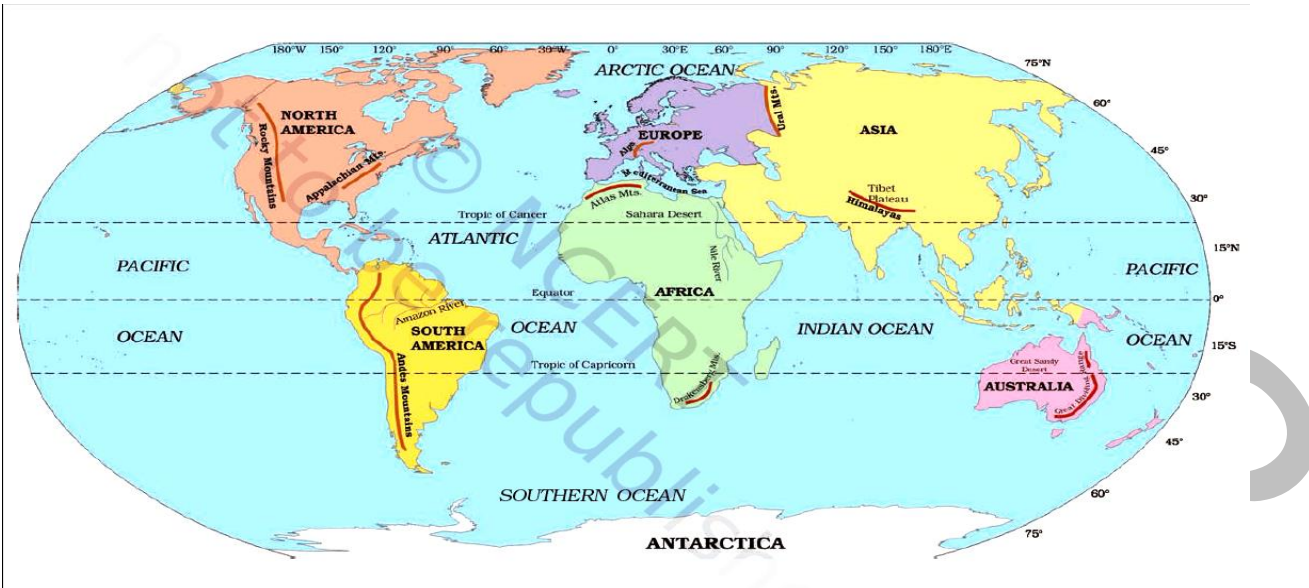 180°W 150° 120° 90° 60° 30°W 0° 30°E 60° 90° 120° 150° 180°E
ARCTIC OCEAN
75°N
60°
45°
30°
15°N
0°
15°S
30°
45°
60°
75°
NORTH
AMERICA
Rocky Mountains
Appalachian Mts.
EUROPE
Alps
Ural Mts.
ASIA
Mediterranean Sea
Atlas Mts.
Tibet
Plateau
Himalayas
Tropic of Cancer
Sahara Desert
ATLANTIC
Nile River
PACIFIC
PACIFIC
Equator
AFRICA
Amazon River
SOUTH
AMERICA
OCEAN
OCEAN
INDIAN OCEAN
OCEAN
Tropic of Capricorn
Andes Mountains
Drakensberg Mts.
Great Sandy
Desert
AUSTRALIA
Great Dividing
Range
SOUTHERN OCEAN
ANTARCTICA
© NCERT
not to be republish